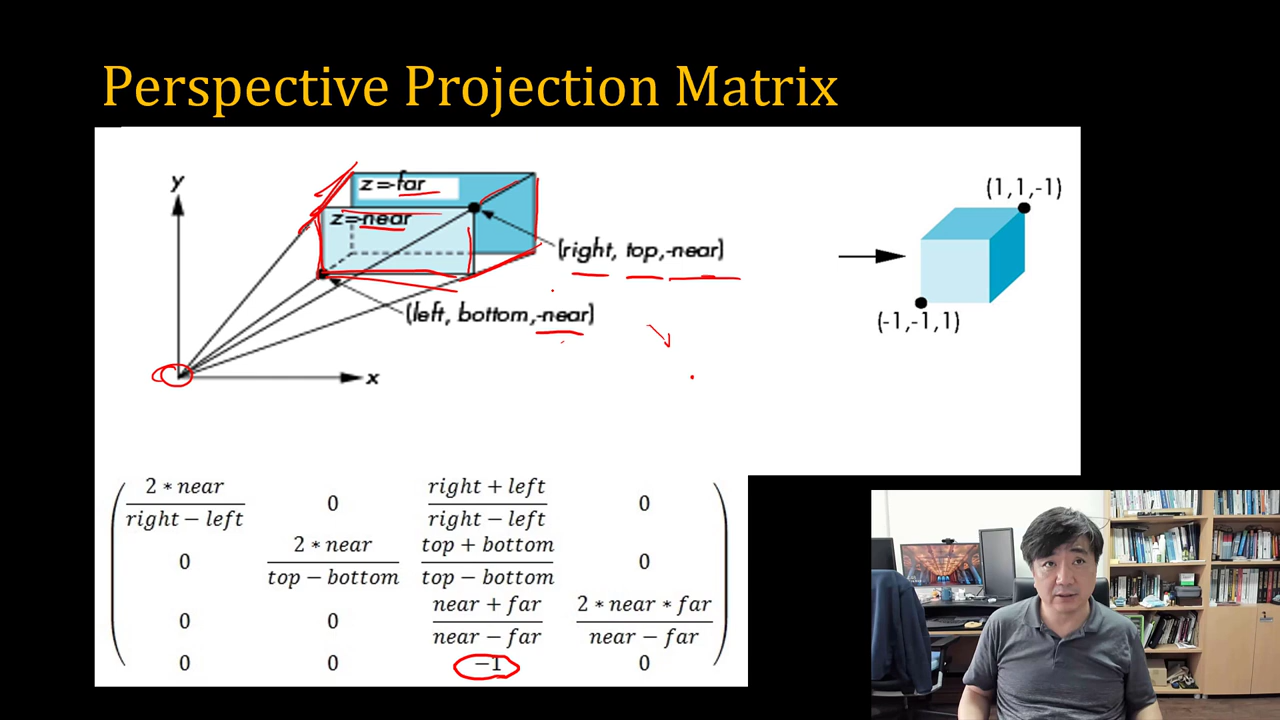 Perspective Projection Matrix
y
z=-far
z=-near
(right, top,-near)
(left, bottom,-near)
x
(1,1,-1)
(-1,-1,1)
2 * near / right − left 0 right + left / right − left 0
0 2 * near / top − bottom top + bottom / top − bottom 0
0 0 near + far / near − far 2 * near * far / near − far
0 0 −1 0